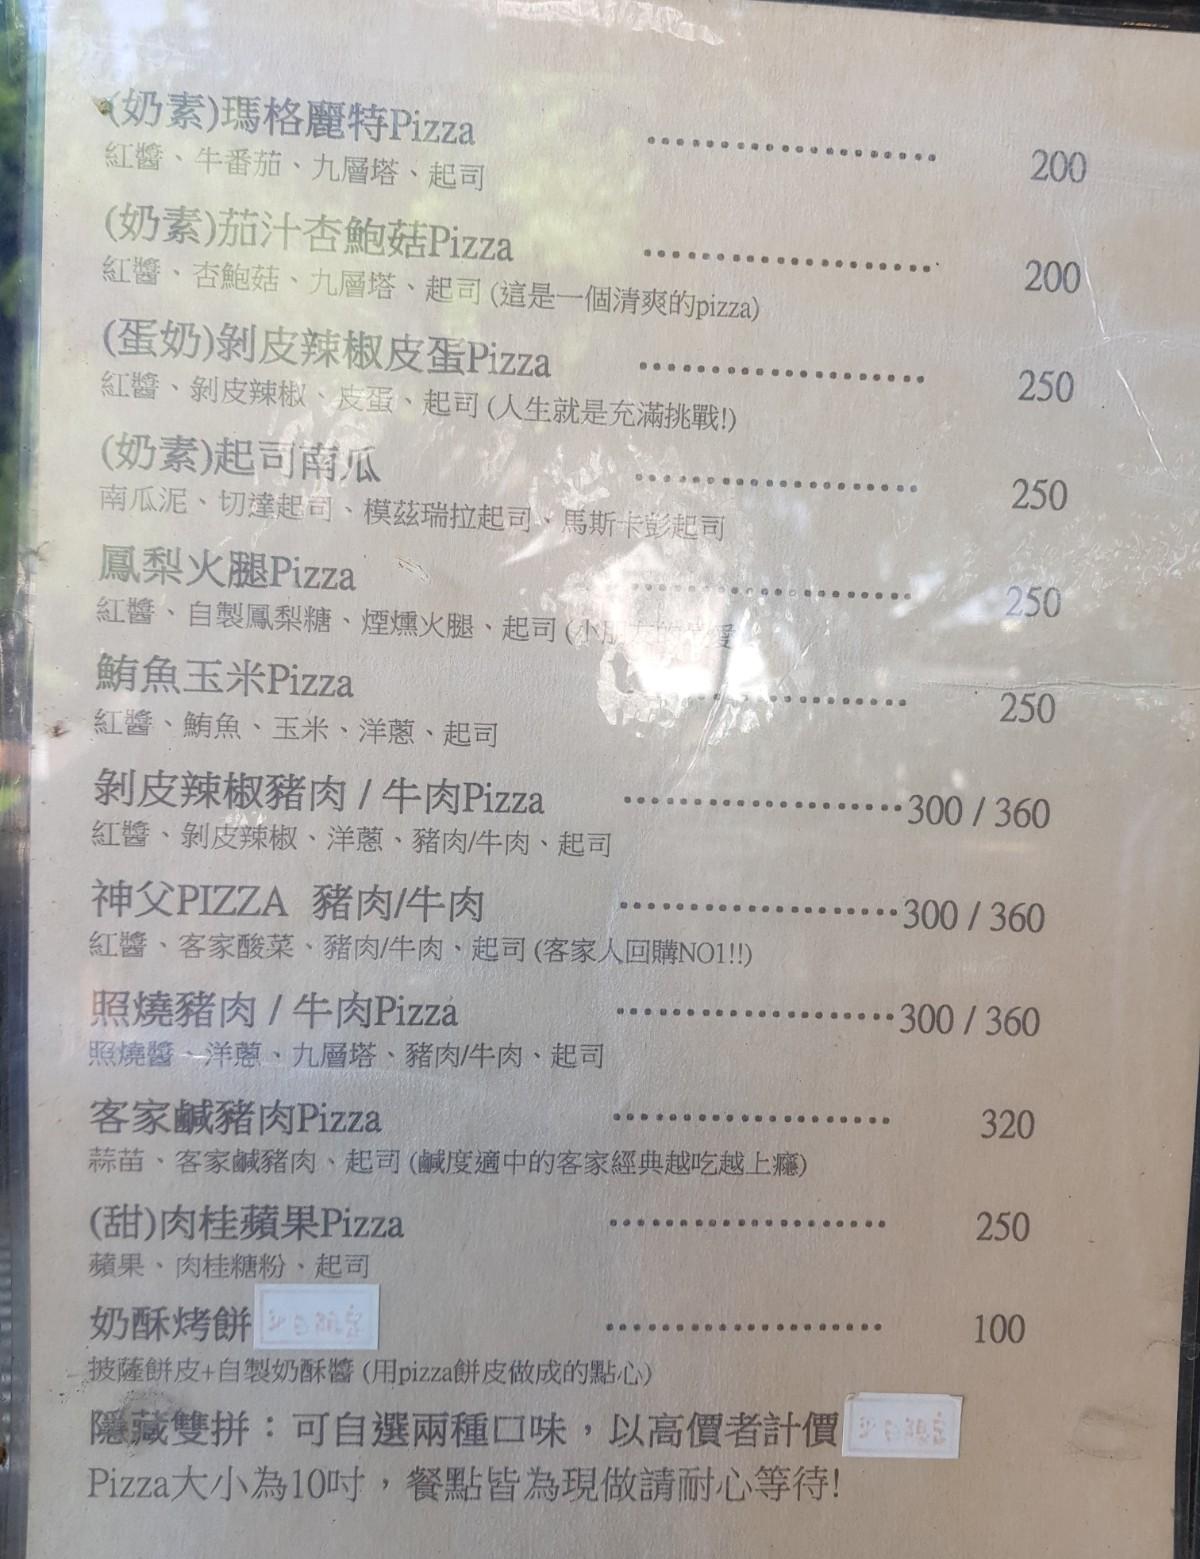 (奶素)瑪格麗特Pizza ···················· 200
紅醬、牛番茄、九層塔、起司
(奶素)茄汁杏鮑菇Pizza ···················· 200
紅醬、杏鮑菇、九層塔、起司 (這是一個清爽的pizza)
(蛋奶)剝皮辣椒皮蛋Pizza ···················· 250
紅醬、剝皮辣椒、皮蛋、起司 (人生就是充滿挑戰!)
(奶素)起司南瓜 ···················· 250
南瓜泥、切達起司、模茲瑞拉起司、馬斯卡彭起司
鳳梨火腿Pizza ···················· 250
紅醬、自製鳳梨糖、煙燻火腿、起司
鮪魚玉米Pizza ···················· 250
紅醬、鮪魚、玉米、洋蔥、起司
剝皮辣椒豬肉 / 牛肉Pizza ···················· 300 / 360
紅醬、剝皮辣椒、洋蔥、豬肉/牛肉、起司
神父PIZZA 豬肉/牛肉 ···················· 300 / 360
紅醬、客家酸菜、豬肉/牛肉、起司 (客家人回購NO1!!)
照燒豬肉 / 牛肉Pizza ···················· 300 / 360
照燒醬、洋蔥、九層塔、豬肉/牛肉、起司
客家鹹豬肉Pizza ···················· 320
蒜苗、客家鹹豬肉、起司 (鹹度適中的客家經典越吃越上癮)
(甜)肉桂蘋果Pizza ···················· 250
蘋果、肉桂糖粉、起司
奶酥烤餅 ···················· 100
披薩餅皮+自製奶酥醬 (用pizza餅皮做成的點心)
隱藏雙拼：可自選兩種口味，以高價者計價
Pizza大小為10吋，餐點皆為現做請耐心等待!